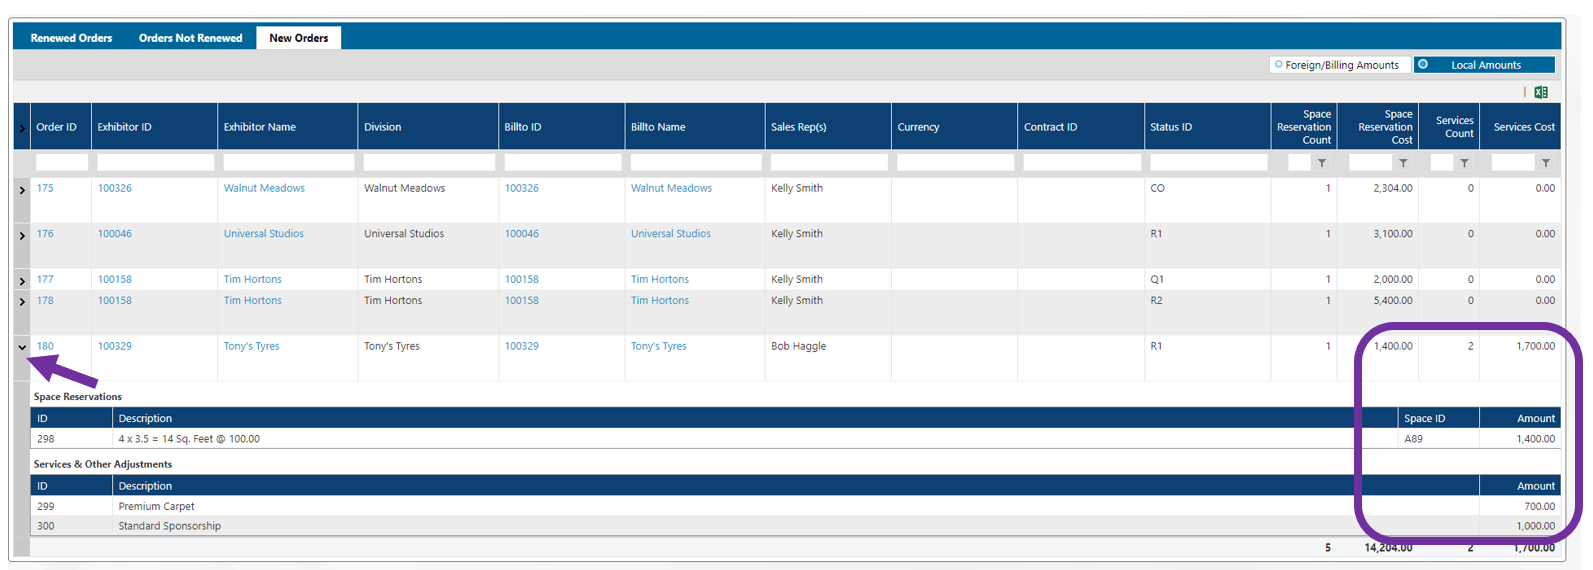 Renewed Orders Orders Not Renewed New Orders
Foreign/Billing Amounts Local Amounts
Order ID Exhibitor ID Exhibitor Name Division Billto ID Billto Name Sales Rep(s) Currency Contract ID Status ID Space Reservation Count Space Reservation Cost Services Count Services Cost
175 100326 Walnut Meadows Walnut Meadows 100326 Walnut Meadows Kelly Smith CO 1 2,304.00 0 0.00
176 100046 Universal Studios Universal Studios 100046 Universal Studios Kelly Smith R1 1 3,100.00 0 0.00
177 100158 Tim Hortons Tim Hortons 100158 Tim Hortons Kelly Smith Q1 1 2,000.00 0 0.00
178 100158 Tim Hortons Tim Hortons 100158 Tim Hortons Kelly Smith R2 1 5,400.00 0 0.00
180 100329 Tony's Tyres Tony's Tyres 100329 Tony's Tyres Bob Haggle R1 1 1,400.00 2 1,700.00
Space Reservations
ID Description Space ID Amount
298 4 x 3.5 = 14 Sq. Feet @ 100.00 A89 1,400.00
Services & Other Adjustments
ID Description Amount
299 Premium Carpet 700.00
300 Standard Sponsorship 1,000.00
5 14,204.00 2 1,700.00